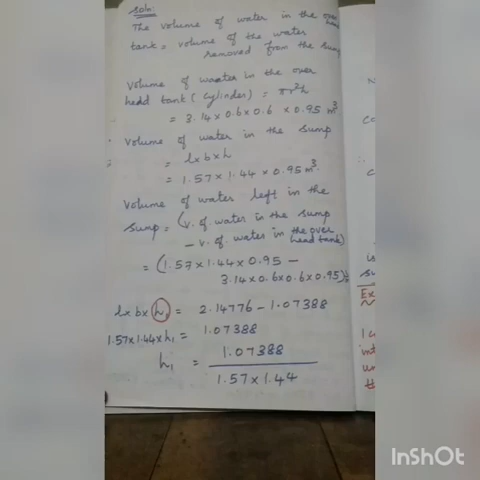 Soln:
The volume of water in the over head
tank = volume of the water
removed from the sump
Volume of water in the over
head tank (cylinder) = πr²h
= 3.14 × 0.6 × 0.6 × 0.95 m³
Volume of water in the sump
= l × b × h
= 1.57 × 1.44 × 0.95 m³.
Volume of water left in the
sump = (v. of water in the sump
– v. of water in the over head tank)
= (1.57 × 1.44 × 0.95 –
3.14 × 0.6 × 0.6 × 0.95)
l × b × h₁ = 2.14776 – 1.07388
1.57 × 1.44 × h₁ = 1.07388
h₁ = 1.07388
1.57 × 1.44
Ex
InShOt